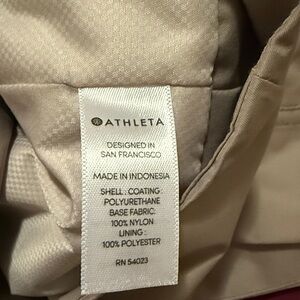 ATHLETA
DESIGNED IN
SAN FRANCISCO
MADE IN INDONESIA
SHELL : COATING :
POLYURETHANE
BASE FABRIC:
100% NYLON
LINING :
100% POLYESTER
RN 54023